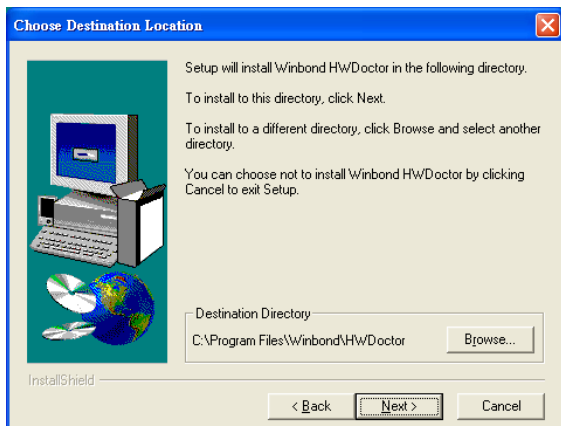 Choose Destination Location
Setup will install Winbond HWDoctor in the following directory.
To install to this directory, click Next.
To install to a different directory, click Browse and select another
directory.
You can choose not to install Winbond HWDoctor by clicking
Cancel to exit Setup.
Destination Directory
C:\Program Files\Winbond\HWDoctor
Browse...
InstallShield
< Back
Next >
Cancel